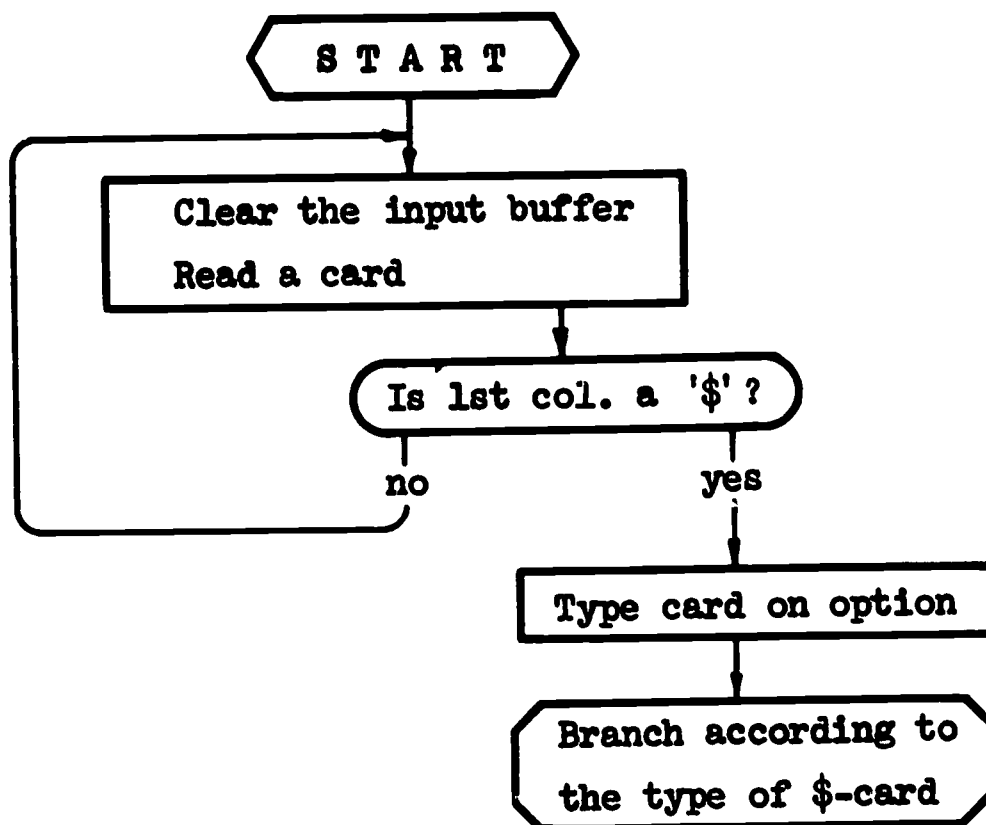 S T A R T
Clear the input buffer
Read a card
Is 1st col. a '$' ?
no
yes
Type card on option
Branch according to
the type of $-card